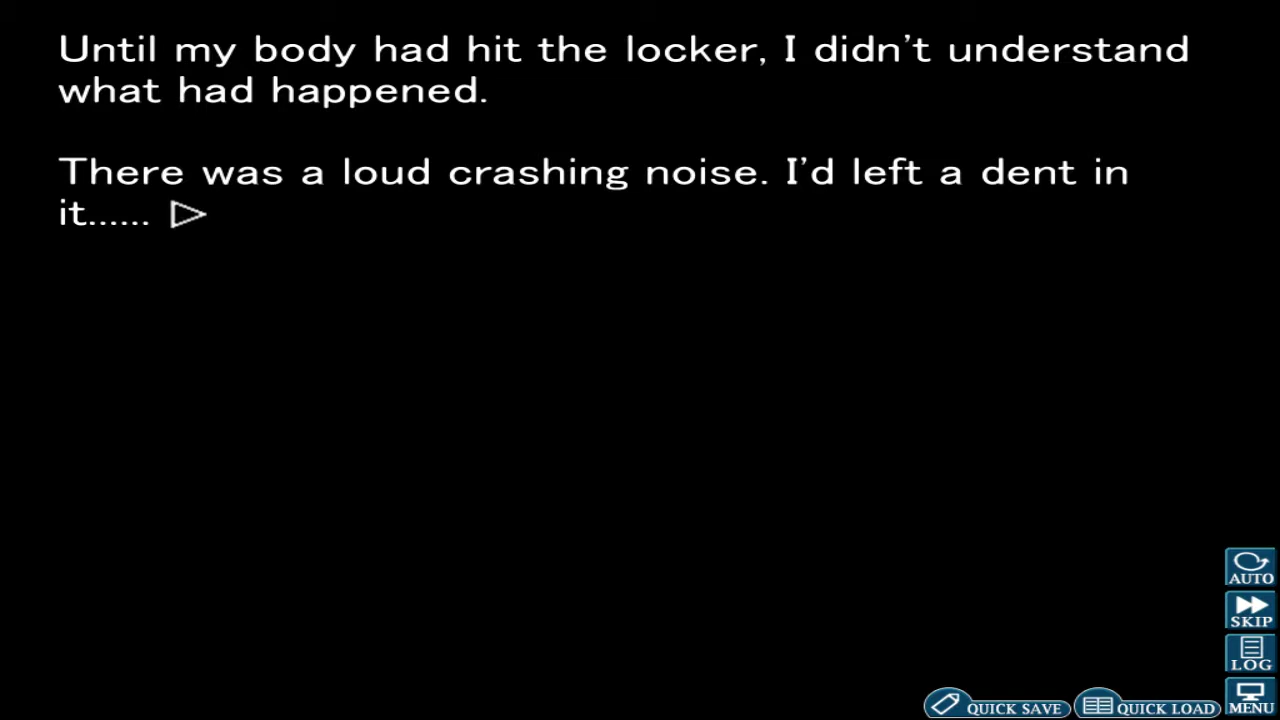 Until my body had hit the locker, I didn't understand
what had happened.
There was a loud crashing noise. I'd left a dent in
it......
AUTO
SKIP
LOG
MENU
QUICK SAVE
QUICK LOAD